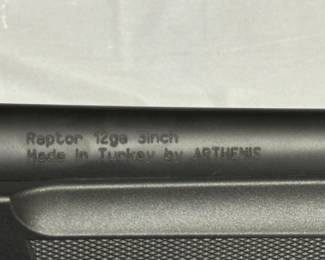 Raptor 12ga 3inch
Made in Turkey by ARTHEMIS